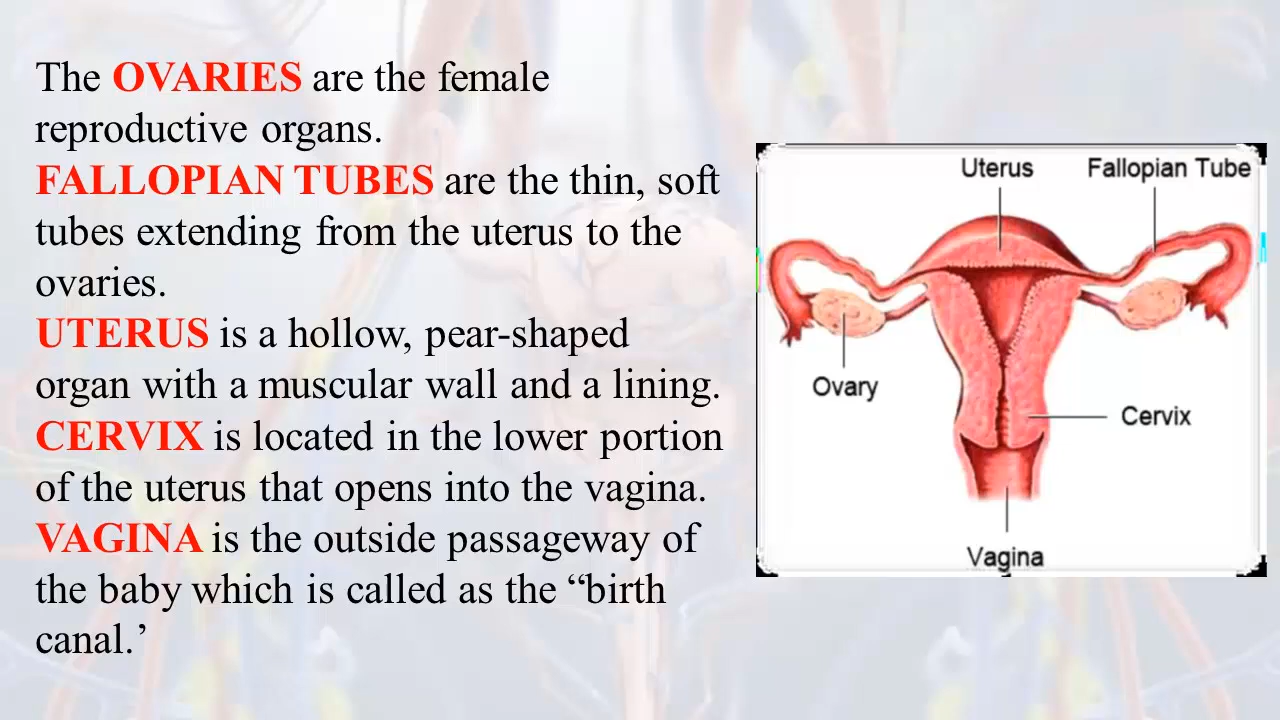 The OVARIES are the female
reproductive organs.
FALLOPIAN TUBES are the thin, soft
tubes extending from the uterus to the
ovaries.
UTERUS is a hollow, pear-shaped
organ with a muscular wall and a lining.
CERVIX is located in the lower portion
of the uterus that opens into the vagina.
VAGINA is the outside passageway of
the baby which is called as the “birth
canal.’
Uterus
Fallopian Tube
Ovary
Cervix
Vagina